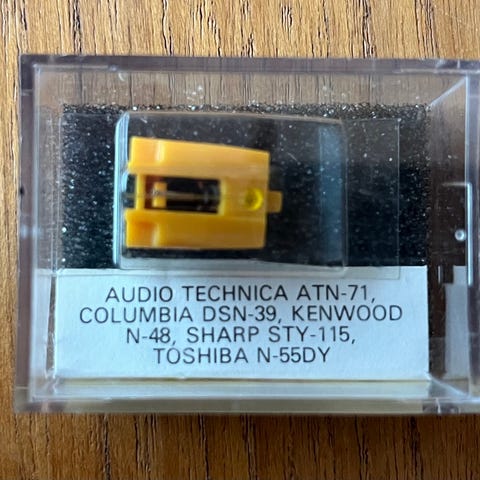 AUDIO TECHNICA ATN-71,
COLUMBIA DSN-39, KENWOOD
N-48, SHARP STY-115,
TOSHIBA N-55DY